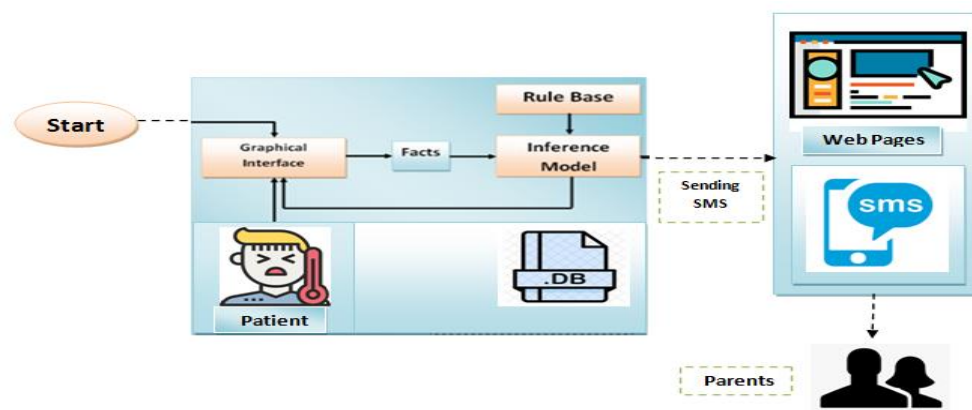 Start
Graphical
Interface
Facts
Rule Base
Inference
Model
Sending
SMS
Web Pages
sms
.DB
Patient
Parents